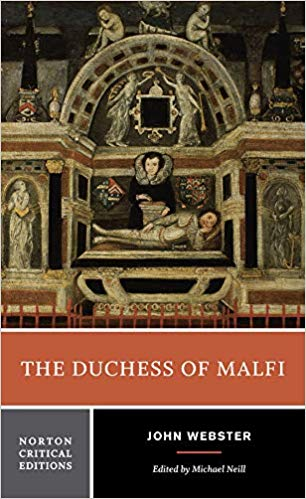 THE DUCHESS OF MALFI
NORTON
CRITICAL
EDITIONS
JOHN WEBSTER
Edited by Michael Neill